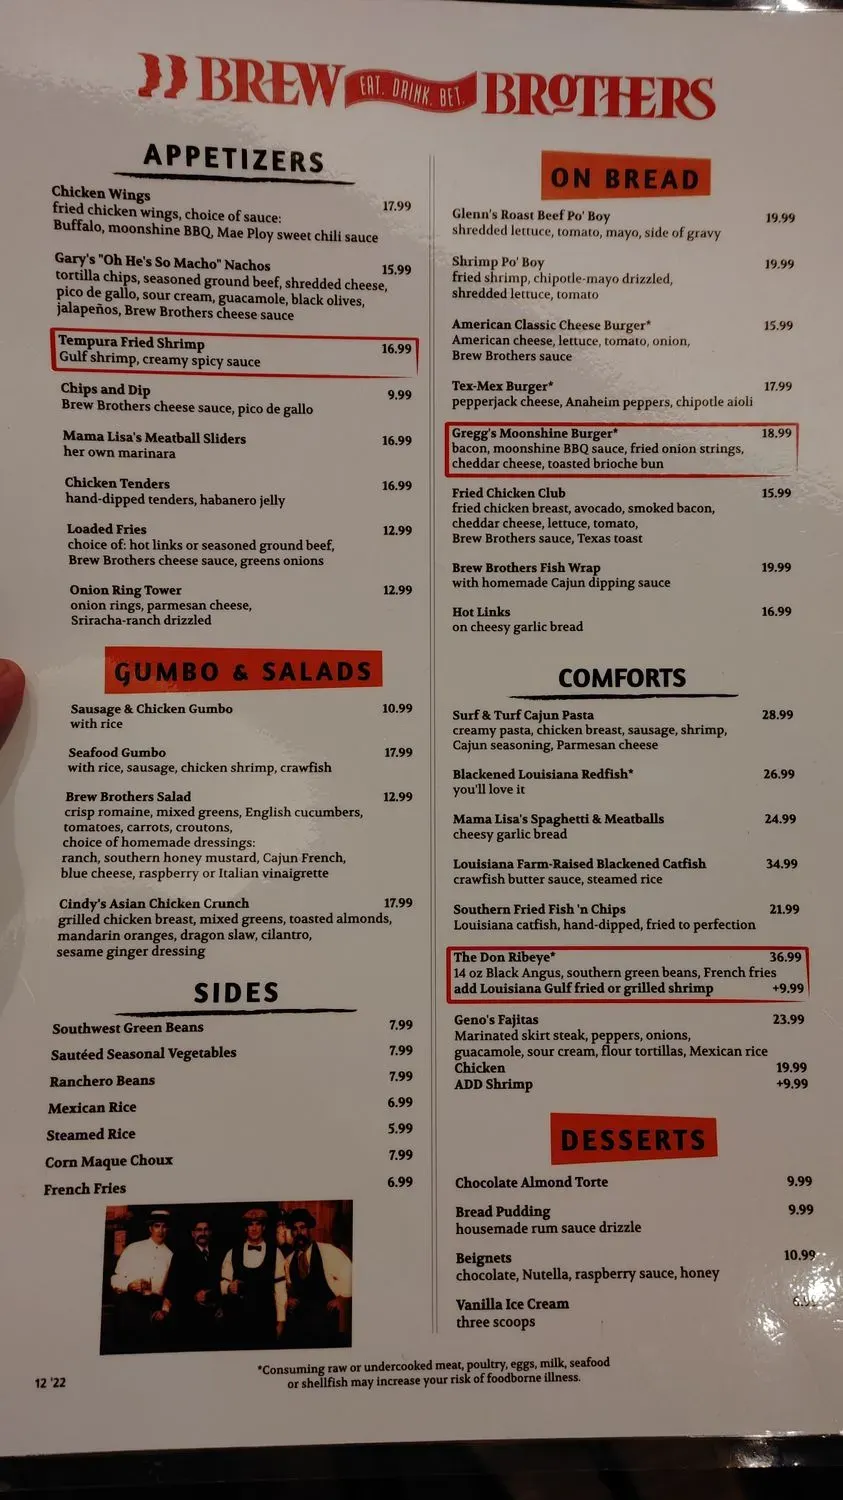 BREW EAT. DRINK. BET. BROTHERS
APPETIZERS
Chicken Wings 17.99
fried chicken wings, choice of sauce:
Buffalo, moonshine BBQ, Mae Ploy sweet chili sauce
Gary's "Oh He's So Macho" Nachos 15.99
tortilla chips, seasoned ground beef, shredded cheese,
pico de gallo, sour cream, guacamole, black olives,
jalapeños, Brew Brothers cheese sauce
Tempura Fried Shrimp 16.99
Gulf shrimp, creamy spicy sauce
Chips and Dip 9.99
Brew Brothers cheese sauce, pico de gallo
Mama Lisa's Meatball Sliders 16.99
her own marinara
Chicken Tenders 16.99
hand-dipped tenders, habanero jelly
Loaded Fries 12.99
choice of: hot links or seasoned ground beef,
Brew Brothers cheese sauce, greens onions
Onion Ring Tower 12.99
onion rings, parmesan cheese,
Sriracha-ranch drizzled
GUMBO & SALADS
Sausage & Chicken Gumbo 10.99
with rice
Seafood Gumbo 17.99
with rice, sausage, chicken shrimp, crawfish
Brew Brothers Salad 12.99
crisp romaine, mixed greens, English cucumbers,
tomatoes, carrots, croutons,
choice of homemade dressings:
ranch, southern honey mustard, Cajun French,
blue cheese, raspberry or Italian vinaigrette
Cindy's Asian Chicken Crunch 17.99
grilled chicken breast, mixed greens, toasted almonds,
mandarin oranges, dragon slaw, cilantro,
sesame ginger dressing
SIDES
Southwest Green Beans 7.99
Sautéed Seasonal Vegetables 7.99
Ranchero Beans 7.99
Mexican Rice 6.99
Steamed Rice 5.99
Corn Maque Choux 7.99
French Fries 6.99
ON BREAD
Glenn's Roast Beef Po' Boy 19.99
shredded lettuce, tomato, mayo, side of gravy
Shrimp Po' Boy 19.99
fried shrimp, chipotle-mayo drizzled,
shredded lettuce, tomato
American Classic Cheese Burger* 15.99
American cheese, lettuce, tomato, onion,
Brew Brothers sauce
Tex-Mex Burger* 17.99
pepperjack cheese, Anaheim peppers, chipotle aioli
Gregg's Moonshine Burger* 18.99
bacon, moonshine BBQ sauce, fried onion strings,
cheddar cheese, toasted brioche bun
Fried Chicken Club 15.99
fried chicken breast, avocado, smoked bacon,
cheddar cheese, lettuce, tomato,
Brew Brothers sauce, Texas toast
Brew Brothers Fish Wrap 19.99
with homemade Cajun dipping sauce
Hot Links 16.99
on cheesy garlic bread
COMFORTS
Surf & Turf Cajun Pasta 28.99
creamy pasta, chicken breast, sausage, shrimp,
Cajun seasoning, Parmesan cheese
Blackened Louisiana Redfish* 26.99
you'll love it
Mama Lisa's Spaghetti & Meatballs 24.99
cheesy garlic bread
Louisiana Farm-Raised Blackened Catfish 34.99
crawfish butter sauce, steamed rice
Southern Fried Fish 'n Chips 21.99
Louisiana catfish, hand-dipped, fried to perfection
The Don Ribeye* 36.99
14 oz Black Angus, southern green beans, French fries
add Louisiana Gulf fried or grilled shrimp +9.99
Geno's Fajitas 23.99
Marinated skirt steak, peppers, onions,
guacamole, sour cream, flour tortillas, Mexican rice
Chicken 19.99
ADD Shrimp +9.99
DESSERTS
Chocolate Almond Torte 9.99
Bread Pudding 9.99
housemade rum sauce drizzle
Beignets 10.99
chocolate, Nutella, raspberry sauce, honey
Vanilla Ice Cream
three scoops
*Consuming raw or undercooked meat, poultry, eggs, milk, seafood
or shellfish may increase your risk of foodborne illness.
12 '22